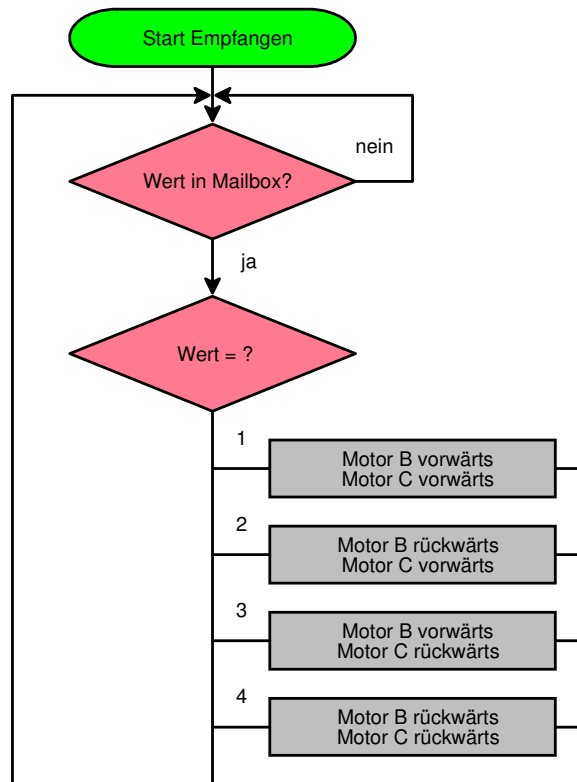 Start Empfangen
nein
Wert in Mailbox?
ja
Wert = ?
1
Motor B vorwärts
Motor C vorwärts
2
Motor B rückwärts
Motor C vorwärts
3
Motor B vorwärts
Motor C rückwärts
4
Motor B rückwärts
Motor C rückwärts